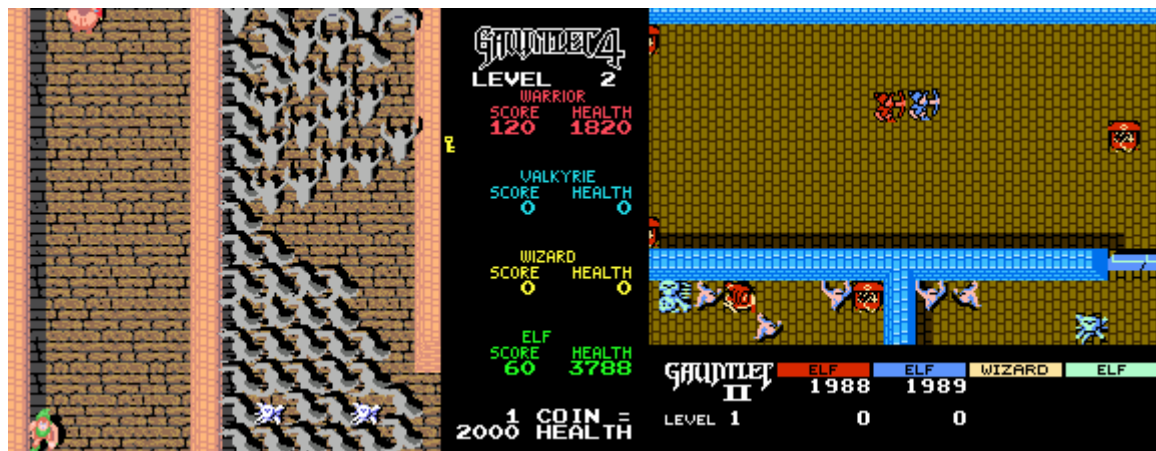 GAUNTLET 4
LEVEL 2
WARRIOR
SCORE HEALTH
120 1820
VALKYRIE
SCORE HEALTH
0 0
WIZARD
SCORE HEALTH
0 0
ELF
SCORE HEALTH
60 3788
1 COIN =
2000 HEALTH
GAUNTLET
II
ELF ELF WIZARD ELF
1988 1989
LEVEL 1 0 0